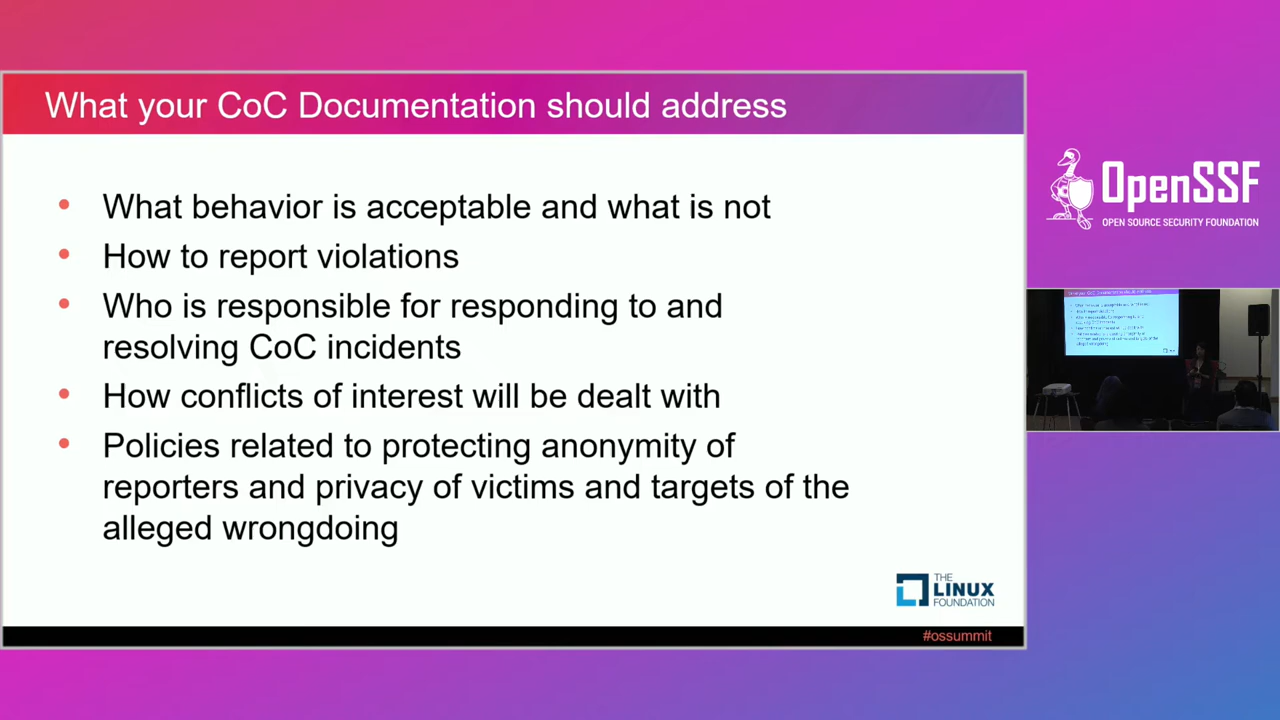 What your CoC Documentation should address
• What behavior is acceptable and what is not
• How to report violations
• Who is responsible for responding to and
resolving CoC incidents
• How conflicts of interest will be dealt with
• Policies related to protecting anonymity of
reporters and privacy of victims and targets of the
alleged wrongdoing
THE
LINUX
FOUNDATION
#ossummit
OpenSSF
OPEN SOURCE SECURITY FOUNDATION